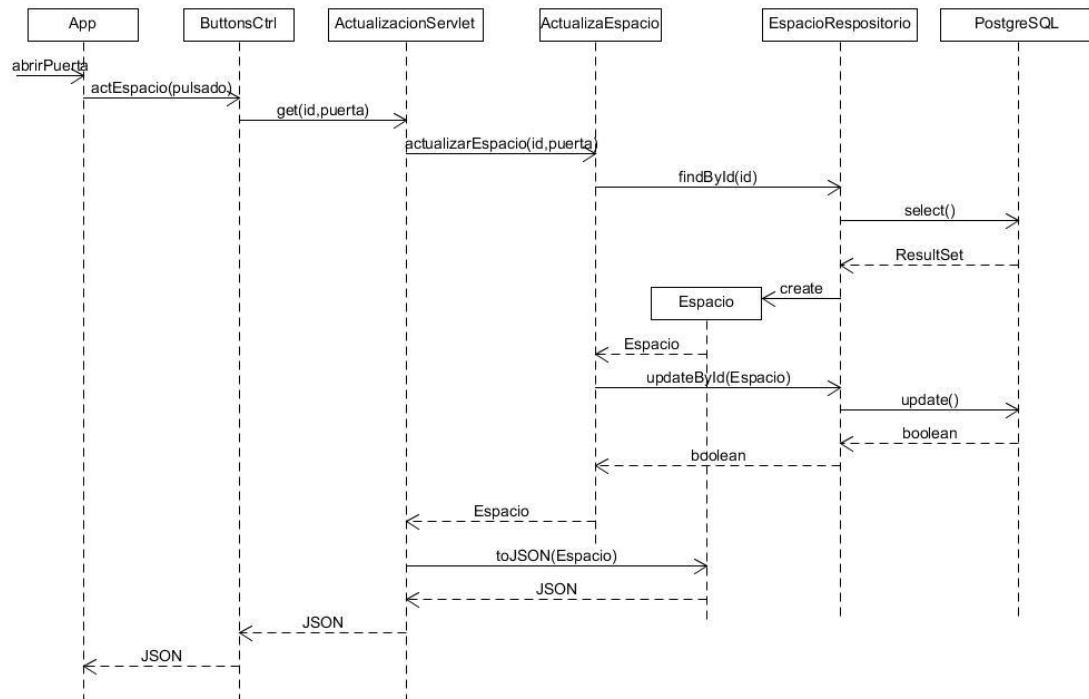 App
ButtonsCtrl
ActualizacionServlet
ActualizaEspacio
EspacioRespositorio
PostgreSQL
abrirPuerta
actEspacio(pulsado)
get(id,puerta)
actualizarEspacio(id,puerta)
findById(id)
select()
ResultSet
create
Espacio
Espacio
updateById(Espacio)
update()
boolean
boolean
Espacio
toJSON(Espacio)
JSON
JSON
JSON